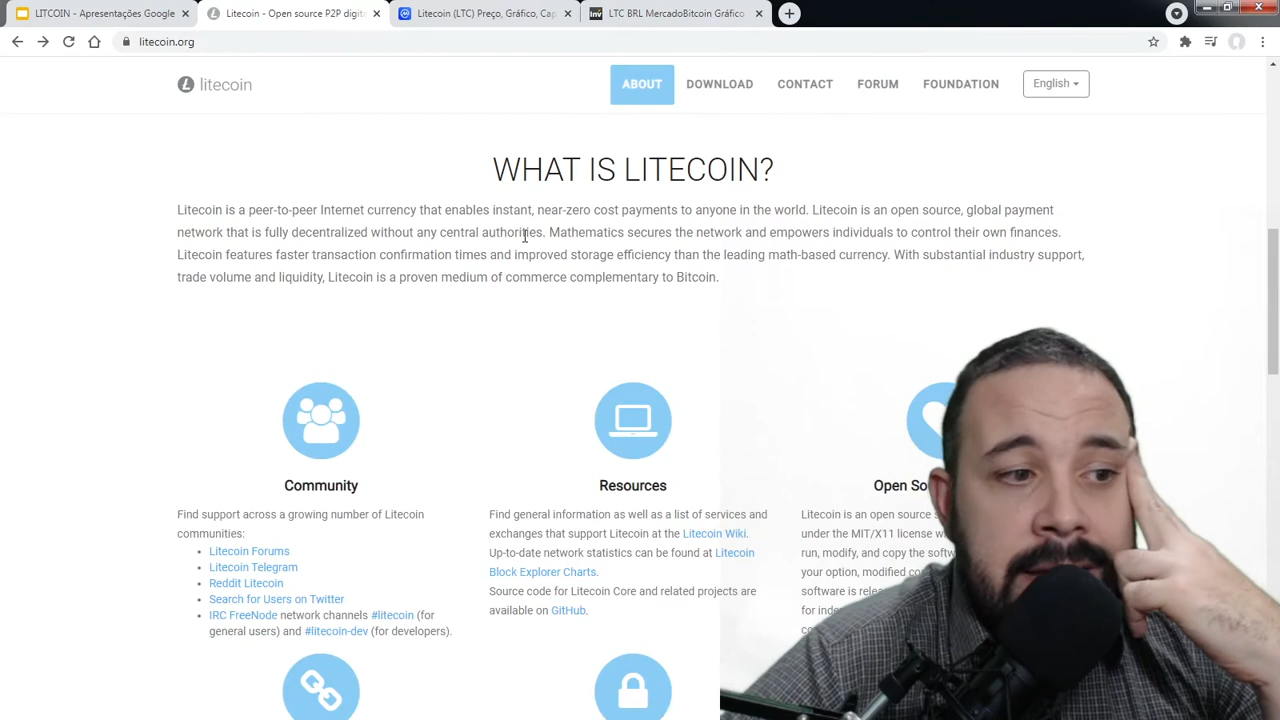 LITCOIN - Apresentações Google
Litecoin - Open source P2P digit
Litecoin (LTC) Preço, Gráfico
LTC BRL MercadoBitcoin Gráfico
litecoin.org
litecoin
ABOUT
DOWNLOAD
CONTACT
FORUM
FOUNDATION
English
WHAT IS LITECOIN?
Litecoin is a peer-to-peer Internet currency that enables instant, near-zero cost payments to anyone in the world. Litecoin is an open source, global payment
network that is fully decentralized without any central authorities. Mathematics secures the network and empowers individuals to control their own finances.
Litecoin features faster transaction confirmation times and improved storage efficiency than the leading math-based currency. With substantial industry support,
trade volume and liquidity, Litecoin is a proven medium of commerce complementary to Bitcoin.
Community
Find support across a growing number of Litecoin
communities:
• Litecoin Forums
• Litecoin Telegram
• Reddit Litecoin
• Search for Users on Twitter
• IRC FreeNode network channels #litecoin (for
general users) and #litecoin-dev (for developers).
Resources
Find general information as well as a list of services and
exchanges that support Litecoin at the Litecoin Wiki.
Up-to-date network statistics can be found at Litecoin
Block Explorer Charts.
Source code for Litecoin Core and related projects are
available on GitHub.
Open So
Litecoin is an open source
under the MIT/X11 license
run, modify, and copy the
your option, modified
software is
for